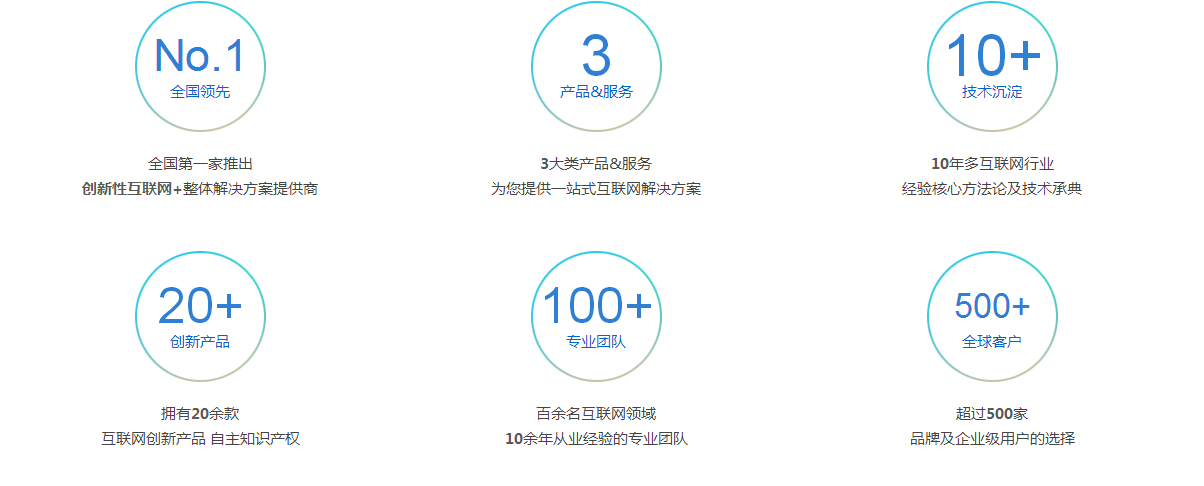 No.1
全国领先
全国第一家推出
创新性互联网+整体解决方案提供商
3
产品&服务
3大类产品&服务
为您提供一站式互联网解决方案
10+
技术沉淀
10年多互联网行业
经验核心方法论及技术承典
20+
创新产品
拥有20余款
互联网创新产品 自主知识产权
100+
专业团队
百余名互联网领域
10余年从业经验的专业团队
500+
全球客户
超过500家
品牌及企业级用户的选择